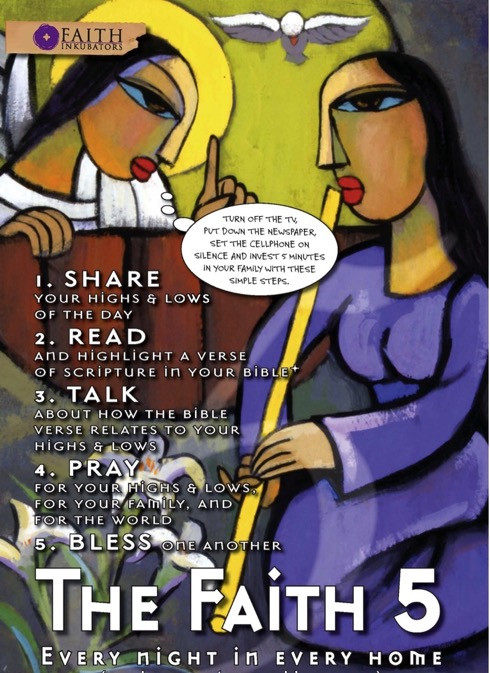 FAITH
INKUBATORS
TURN OFF THE TV,
PUT DOWN THE NEWSPAPER,
SET THE CELLPHONE ON
SILENCE AND INVEST 5 MINUTES
IN YOUR FAMILY WITH THESE
SIMPLE STEPS.
1. SHARE
YOUR HIGHS & LOWS
OF THE DAY
2. READ
AND HIGHLIGHT A VERSE
OF SCRIPTURE IN YOUR BIBLE+
3. TALK
ABOUT HOW THE BIBLE
VERSE RELATES TO YOUR
HIGHS & LOWS
4. PRAY
FOR YOUR HIGHS & LOWS,
FOR YOUR FAMILY, AND
FOR THE WORLD
5. BLESS ONE ANOTHER
THE FAITH 5
EVERY NIGHT IN EVERY HOME